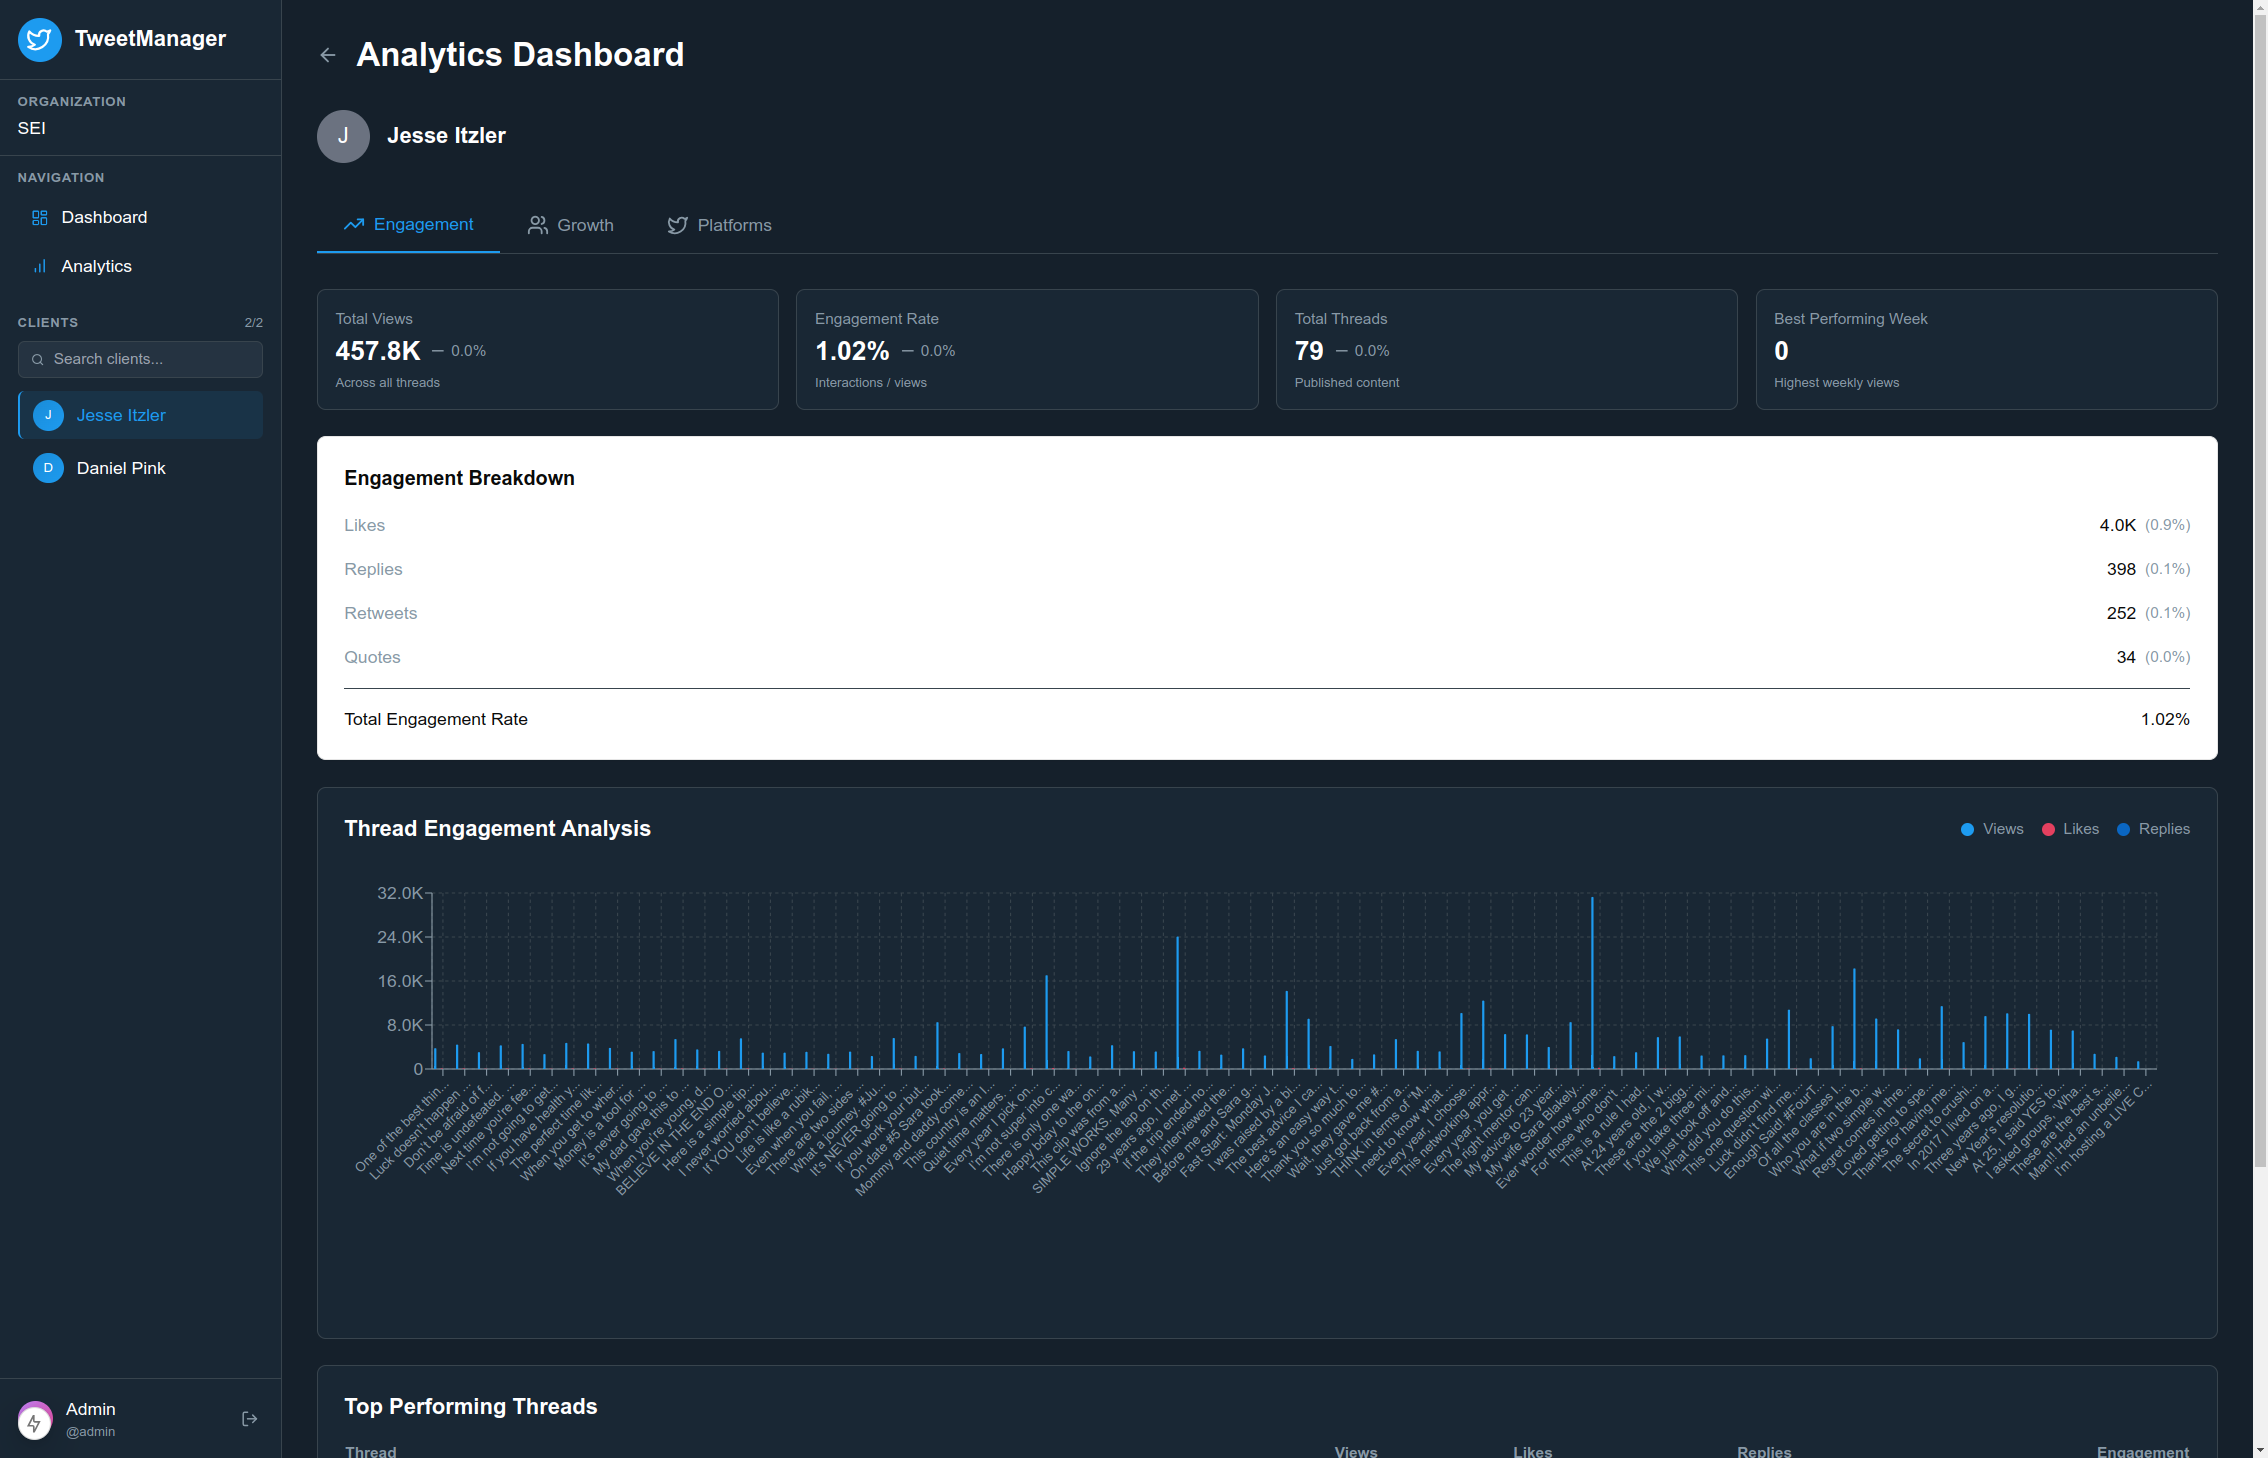 TweetManager
ORGANIZATION
SEI
NAVIGATION
Dashboard
Analytics
CLIENTS 2/2
Search clients...
J Jesse Itzler
D Daniel Pink
Admin
@admin
Analytics Dashboard
J Jesse Itzler
Engagement Growth Platforms
Total Views
457.8K — 0.0%
Across all threads
Engagement Rate
1.02% — 0.0%
Interactions / views
Total Threads
79 — 0.0%
Published content
Best Performing Week
0
Highest weekly views
Engagement Breakdown
Likes 4.0K (0.9%)
Replies 398 (0.1%)
Retweets 252 (0.1%)
Quotes 34 (0.0%)
Total Engagement Rate 1.02%
Thread Engagement Analysis
Views Likes Replies
32.0K
24.0K
16.0K
8.0K
0
One of the best thin...
Luck doesn't happen ...
Don't be afraid of f...
Time is undefeated. ...
Next time you're fee...
I'm not going to get...
If you have health y...
The perfect time lik...
When you get to wher...
Money is a tool for ...
It's never going to ...
My dad gave this to ...
When you're young, d...
BELIEVE IN THE END O...
Here is a simple tip...
I never worried abou...
If YOU don't believe...
Life is like a rubik...
Even when you fail, ...
There are two sides ...
What a journey. #Ju...
It's NEVER going to ...
If you work your but...
On date #5 Sara took...
Mommy and daddy come...
This country is an I...
Quiet time matters. ...
Every year I pick on...
I'm not super into c...
There is only one wa...
Happy birthday to the on...
This clip was from a...
SIMPLE WORKS. Many ...
Ignore the tap on th...
29 years ago, I met ...
If the trip ended no...
They interviewed the...
Before me and Sara g...
Fast Start. Monday J...
I was raised by a bi...
The best advice I ca...
Here's an easy way t...
Thank you so much to...
Wait, they gave me #...
Just got back from a...
THINK in terms of "M...
I need to know what ...
Every year, I choose...
This networking appr...
Every year, you get ...
The right mentor can...
My advice to 23 year...
My wife, Sara Blakely...
Ever wonder how some...
For those who don't ...
This is a rule I had...
At 24 years old, I w...
These are the 2 bigg...
If you take three mi...
We just took off and...
What did you do this...
This one question wi...
Luck didn't find me....
Enough Said! #FourT...
Of all the classes I...
Who you are in the b...
What if two simple w...
Regret comes in thre...
Loved getting to spe...
Thanks for having me...
The secret to crushi...
In 2017 I lived on a...
Three years ago, I g...
New Year's resolutio...
At 25, I said YES to...
I asked groups, "Wha...
These are the best s...
Man!! Had an unbelie...
I'm hosting a LIVE C...
Top Performing Threads
Thread Views Likes Replies Engagement